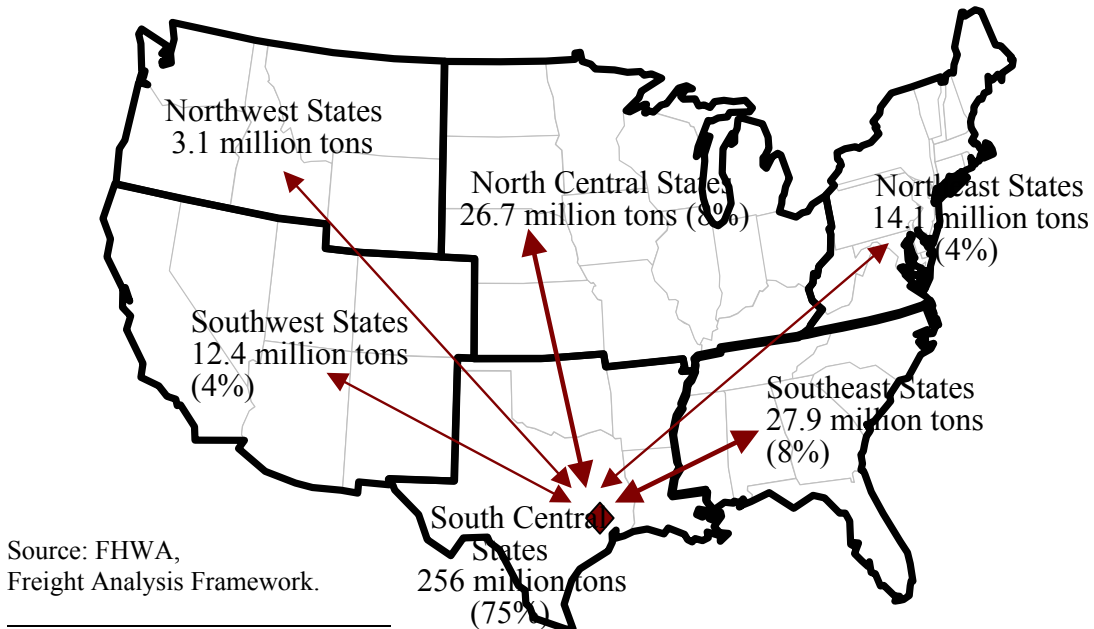 Northwest States
3.1 million tons
North Central States
26.7 million tons (8%)
Northeast States
14.1 million tons
(4%)
Southwest States
12.4 million tons
(4%)
Southeast States
27.9 million tons
(8%)
South Central
States
256 million tons
(75%)
Source: FHWA,
Freight Analysis Framework.